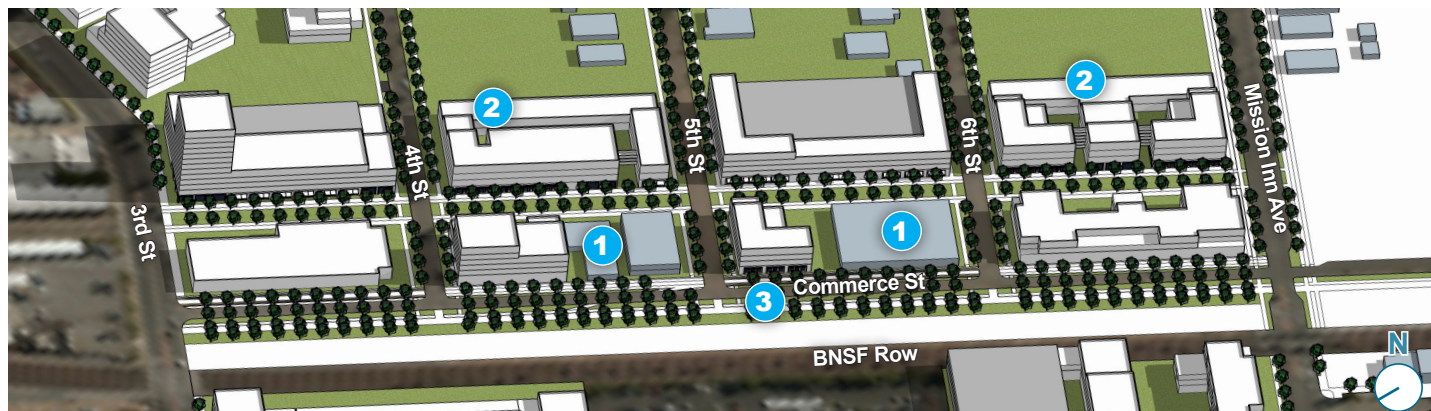 2
2
Mission Inn Ave
5th St
6th St
4th St
3rd St
1
1
Commerce St
3
BNSF Row
N